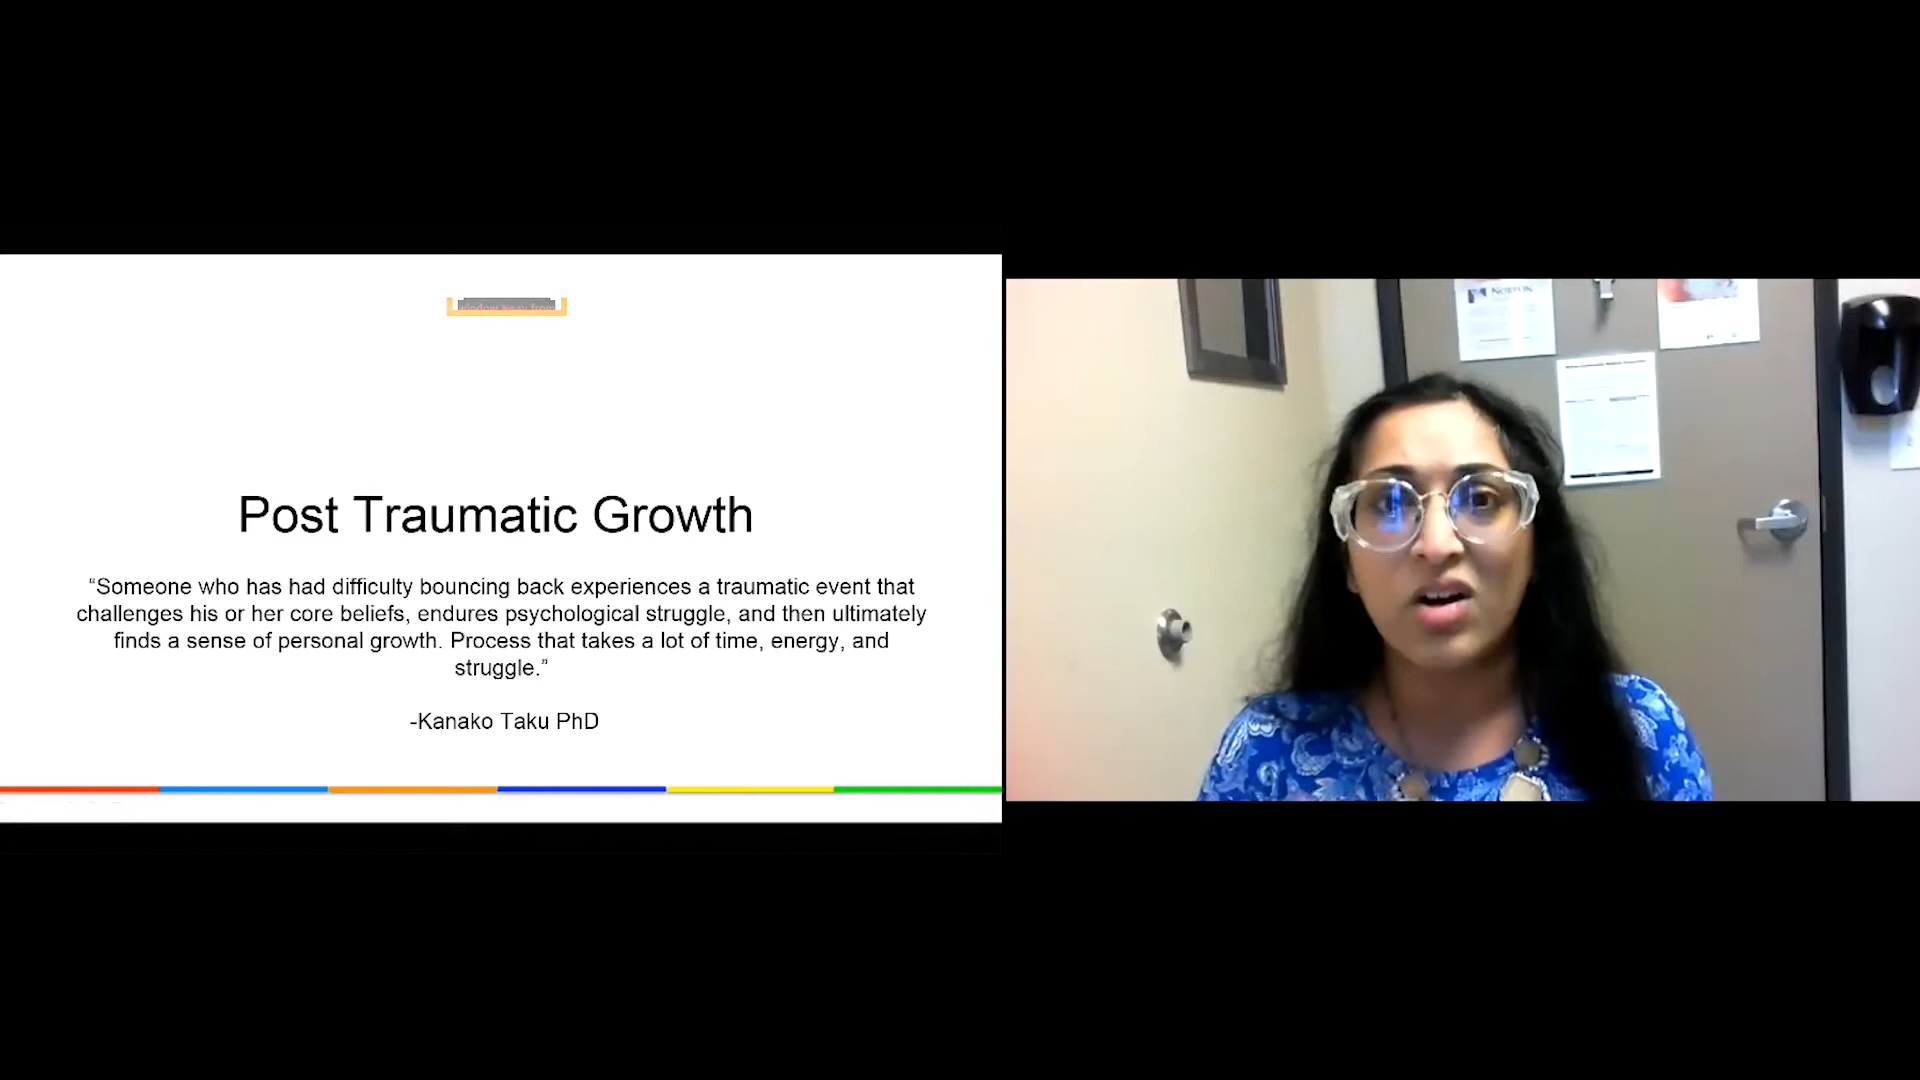 Post Traumatic Growth
“Someone who has had difficulty bouncing back experiences a traumatic event that
challenges his or her core beliefs, endures psychological struggle, and then ultimately
finds a sense of personal growth. Process that takes a lot of time, energy, and
struggle.”
-Kanako Taku PhD
NORTON